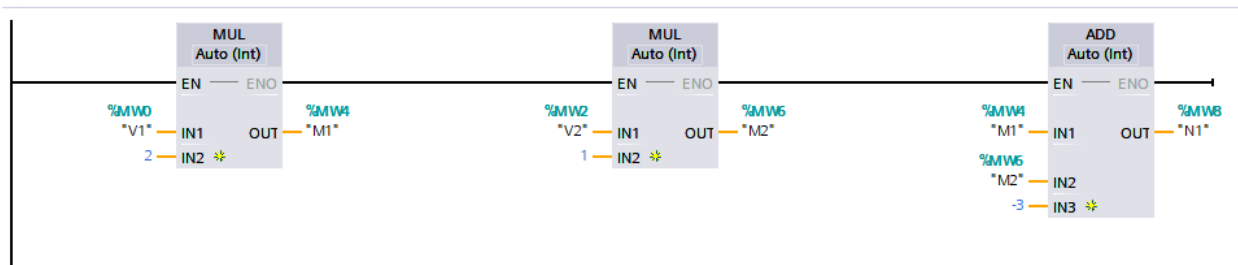 MUL
Auto (Int)
EN ENO
%MW0
"V1" IN1 OUT "M1" %MW4
2 IN2
MUL
Auto (Int)
EN ENO
%MW2
"V2" IN1 OUT "M2" %MW6
1 IN2
ADD
Auto (Int)
EN ENO
%MW4
"M1" IN1 OUT "N1" %MW8
%MW6
"M2" IN2
-3 IN3